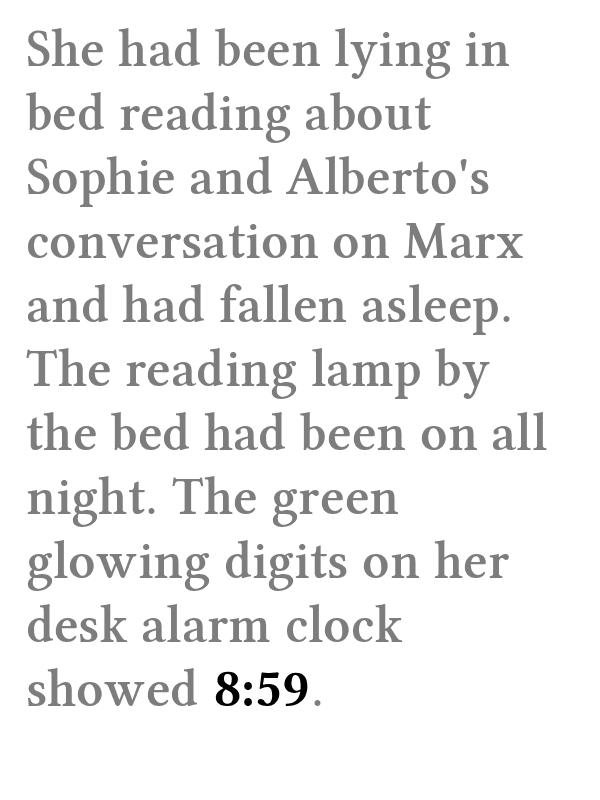 She had been lying in
bed reading about
Sophie and Alberto's
conversation on Marx
and had fallen asleep.
The reading lamp by
the bed had been on all
night. The green
glowing digits on her
desk alarm clock
showed 8:59.